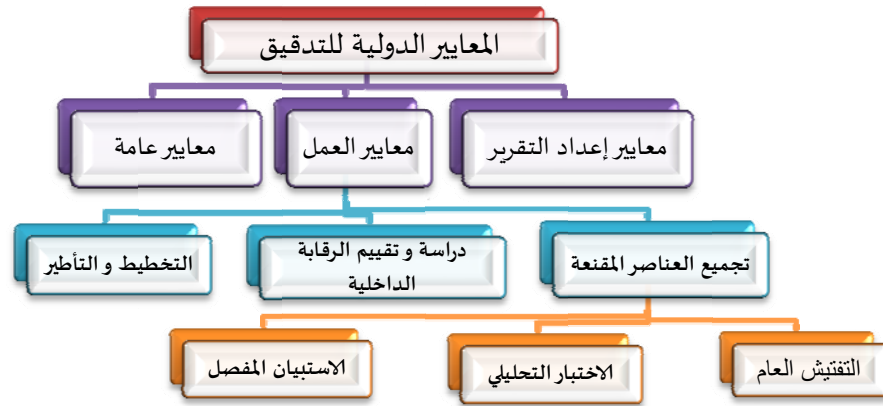 المعايير الدولية للتدقيق
معايير إعداد التقرير
معايير العمل
معايير عامة
تجميع العناصر المقنعة
دراسة و تقييم الرقابة
الداخلية
التخطيط و التأطير
التفتيش العام
الاختبار التحليلي
الاستبيان المفصل